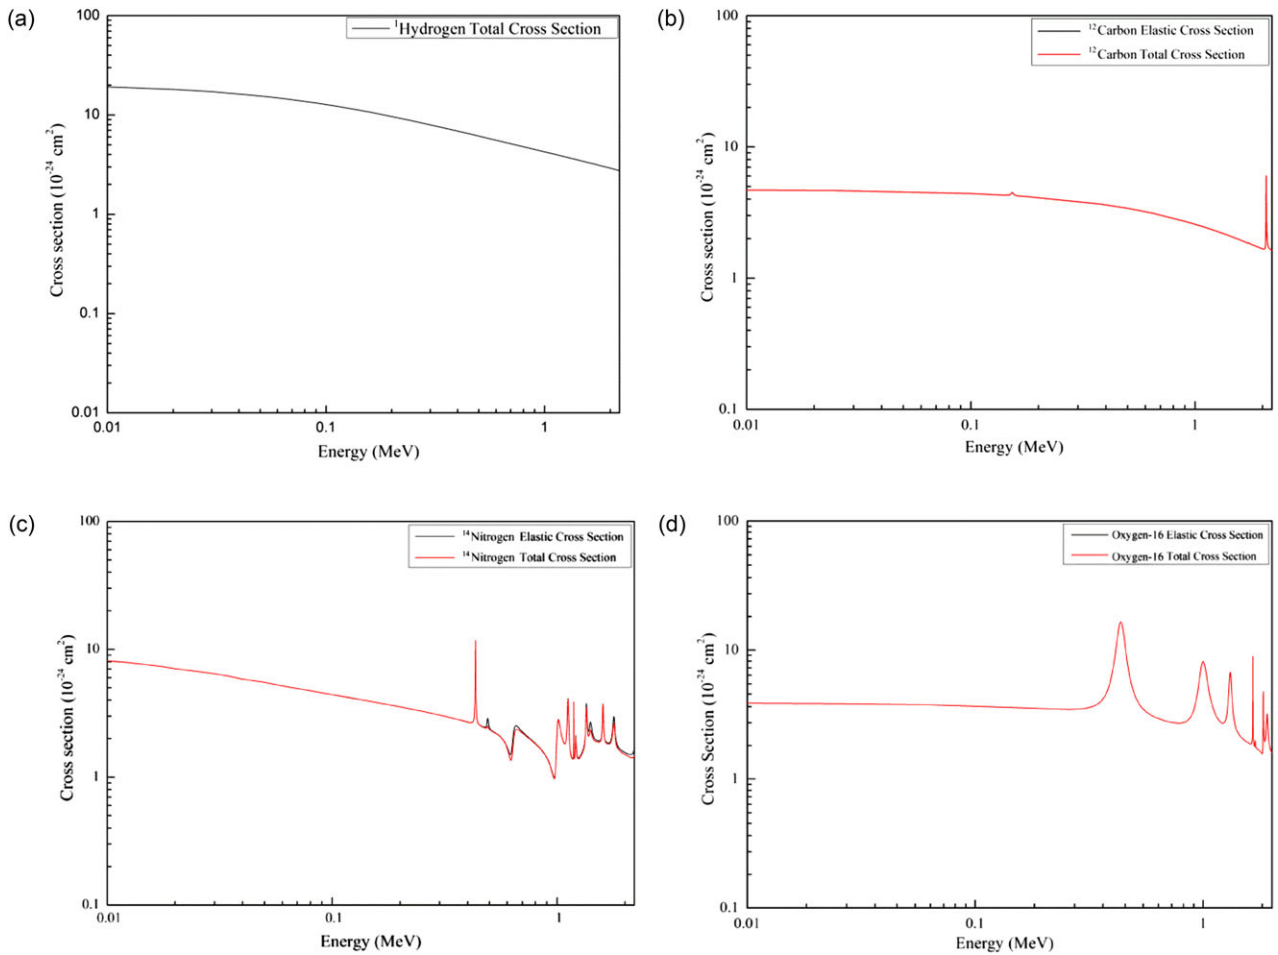 (a)
100
10
1
0.1
0.01
Cross section (10⁻²⁴ cm²)
¹Hydrogen Total Cross Section
0.01 0.1 1
Energy (MeV)
(b)
100
10
1
0.1
Cross section (10⁻²⁴ cm²)
¹²Carbon Elastic Cross Section
¹²Carbon Total Cross Section
0.01 0.1 1
Energy (MeV)
(c)
100
10
1
0.1
Cross section (10⁻²⁴ cm²)
¹⁴Nitrogen Elastic Cross Section
¹⁴Nitrogen Total Cross Section
0.01 0.1 1
Energy (MeV)
(d)
100
10
1
0.1
Cross Section (10⁻²⁴ cm²)
Oxygen-16 Elastic Cross Section
Oxygen-16 Total Cross Section
0.01 0.1 1
Energy (MeV)